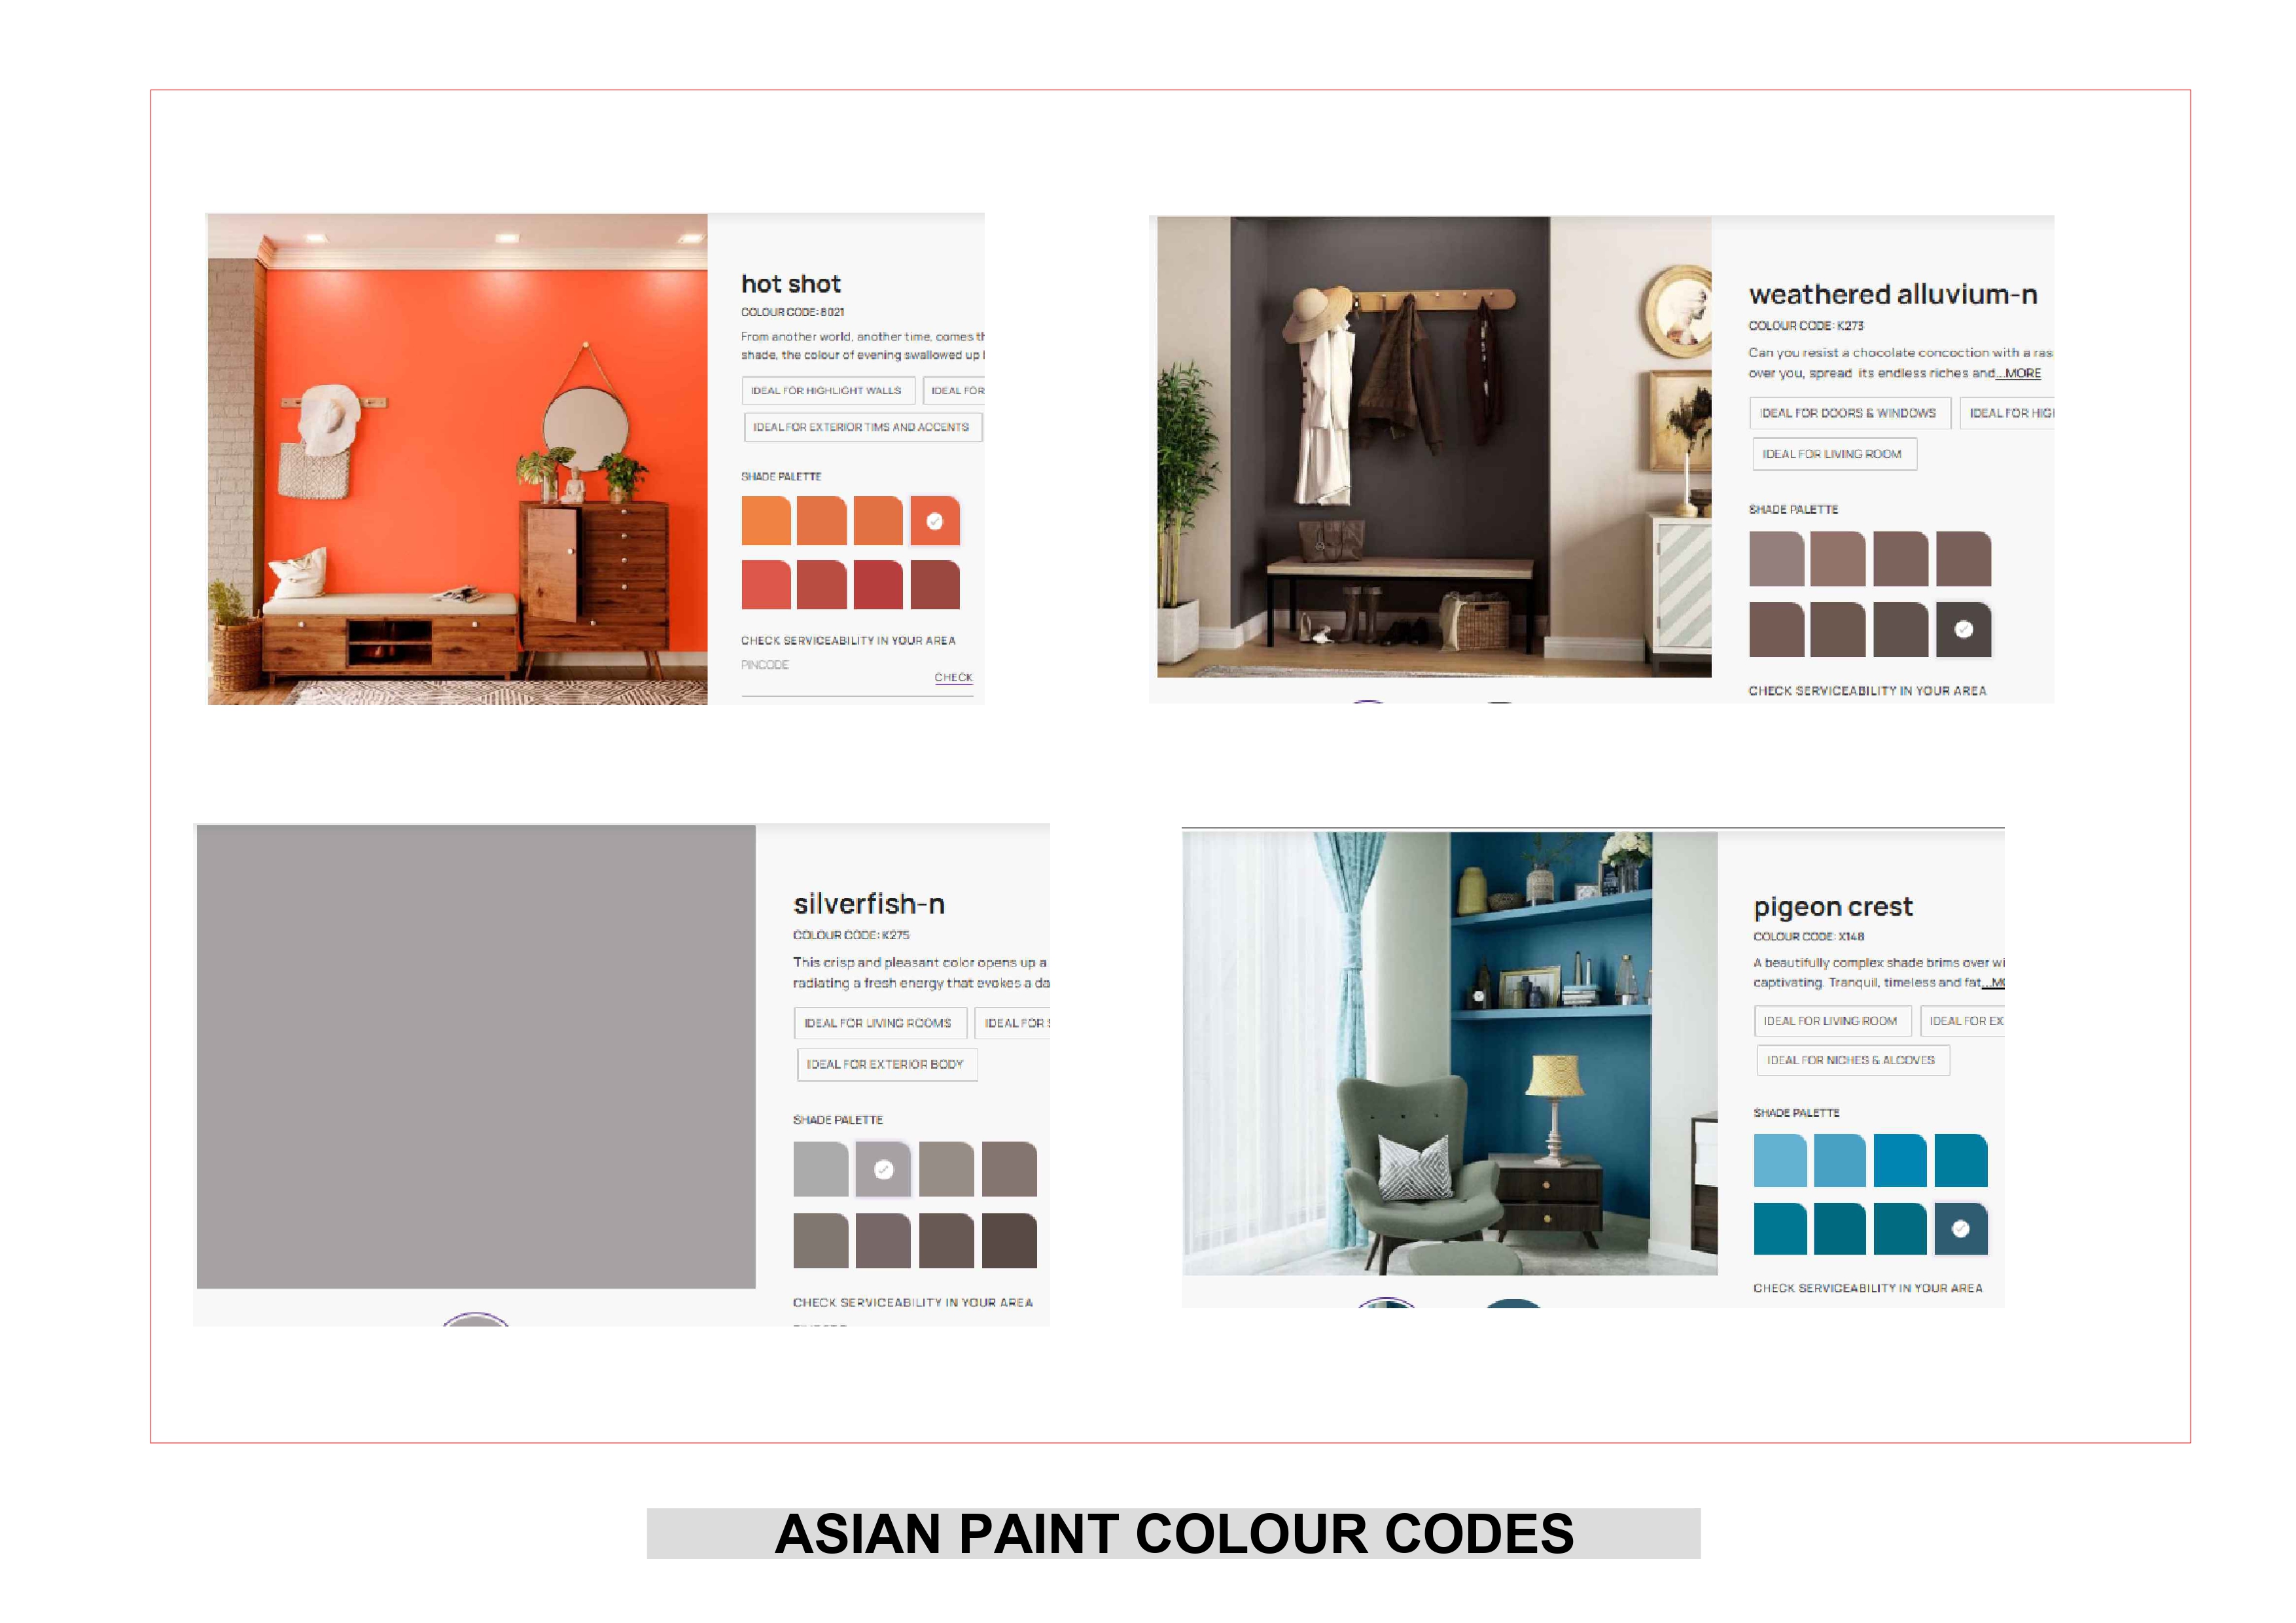 hot shot
COLOUR CODE: 8021
From another world, another time, comes th
shade, the colour of evening swallowed up
IDEAL FOR HIGHLIGHT WALLS
IDEAL FOR
IDEAL FOR EXTERIOR TIMS AND ACCENTS
SHADE PALETTE
CHECK SERVICEABILITY IN YOUR AREA
PINCODE
CHECK
weathered alluvium-n
COLOUR CODE: K273
Can you resist a chocolate concoction with a ras
over you, spread its endless riches and...MORE
IDEAL FOR DOORS & WINDOWS
IDEAL FOR HIG
IDEAL FOR LIVING ROOM
SHADE PALETTE
CHECK SERVICEABILITY IN YOUR AREA
silverfish-n
COLOUR CODE: K275
This crisp and pleasant color opens up a
radiating a fresh energy that evokes a da
IDEAL FOR LIVING ROOMS
IDEAL FOR S
IDEAL FOR EXTERIOR BODY
SHADE PALETTE
CHECK SERVICEABILITY IN YOUR AREA
pigeon crest
COLOUR CODE: X148
A beautifully complex shade brims over wi
captivating. Tranquil, timeless and fat...MO
IDEAL FOR LIVING ROOM
IDEAL FOR EX
IDEAL FOR NICHES & ALCOVES
SHADE PALETTE
CHECK SERVICEABILITY IN YOUR AREA
ASIAN PAINT COLOUR CODES